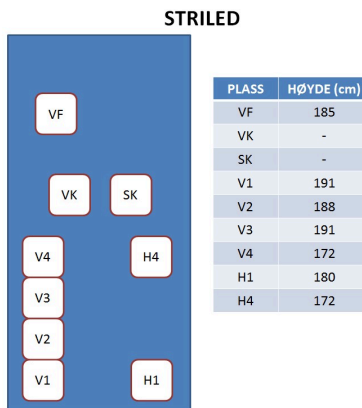 STRILED
VF
VK SK
V4 H4
V3
V2
V1 H1
PLASS HØYDE (cm)
VF 185
VK -
SK -
V1 191
V2 188
V3 191
V4 172
H1 180
H4 172